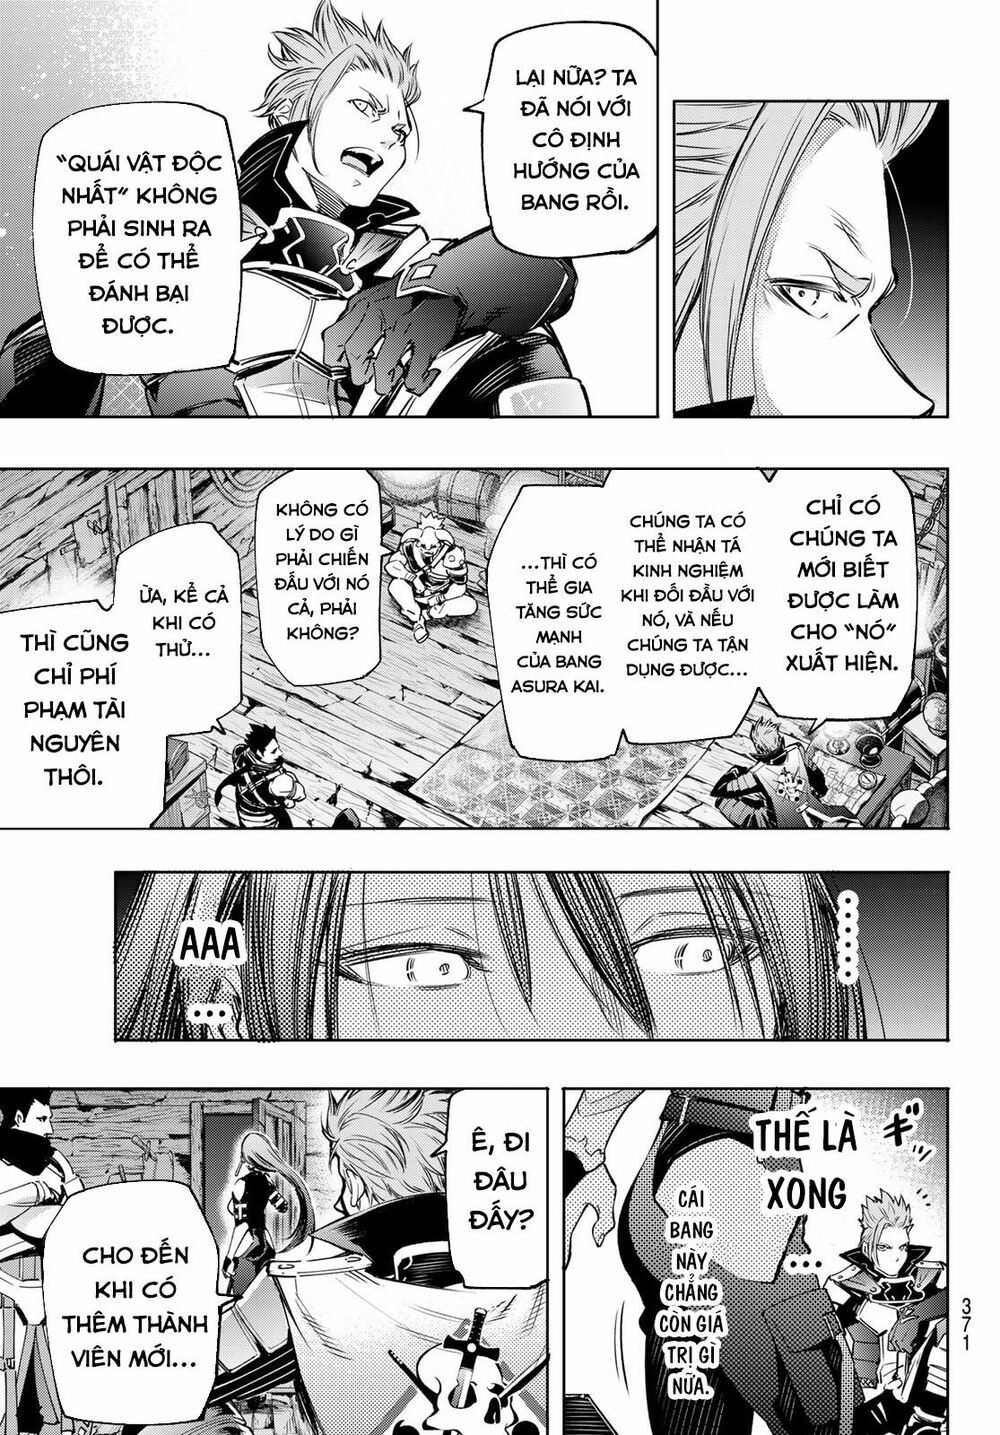 LẠI NỮA? TA
ĐÃ NÓI VỚI
CÔ ĐỊNH
HƯỚNG CỦA
BANG RỒI.
“QUÁI VẬT ĐỘC
NHẤT” KHÔNG
PHẢI SINH RA
ĐỂ CÓ THỂ
ĐÁNH BẠI
ĐƯỢC.
CHỈ CÓ
CHÚNG TA
MỚI BIẾT
ĐƯỢC LÀM
CHO “NÓ”
XUẤT HIỆN.
CHÚNG TA CÓ
THỂ NHẬN TÁ
KINH NGHIỆM
KHI ĐỐI ĐẦU VỚI
NÓ, VÀ NẾU
CHÚNG TA TẬN
DỤNG ĐƯỢC...
...THÌ CÓ
THỂ GIA
TĂNG SỨC
MẠNH
CỦA BANG
ASURA KAI.
KHÔNG CÓ
LÝ DO GÌ
PHẢI CHIẾN
ĐẤU VỚI NÓ
CẢ, PHẢI
KHÔNG?
ỪA, KỂ CẢ
KHI CÓ
THỬ...
THÌ CŨNG
CHỈ PHÍ
PHẠM TÀI
NGUYÊN
THÔI.
........
AAA
...
THẾ LÀ
XONG
...
ギッ
CÁI
BANG
NÀY
CHẲNG
CÒN GIÁ
TRỊ GÌ
NỮA.
Ê, ĐI
ĐÂU
ĐẤY?
CHO ĐẾN
KHI CÓ
THÊM THÀNH
VIÊN MỚI...
371